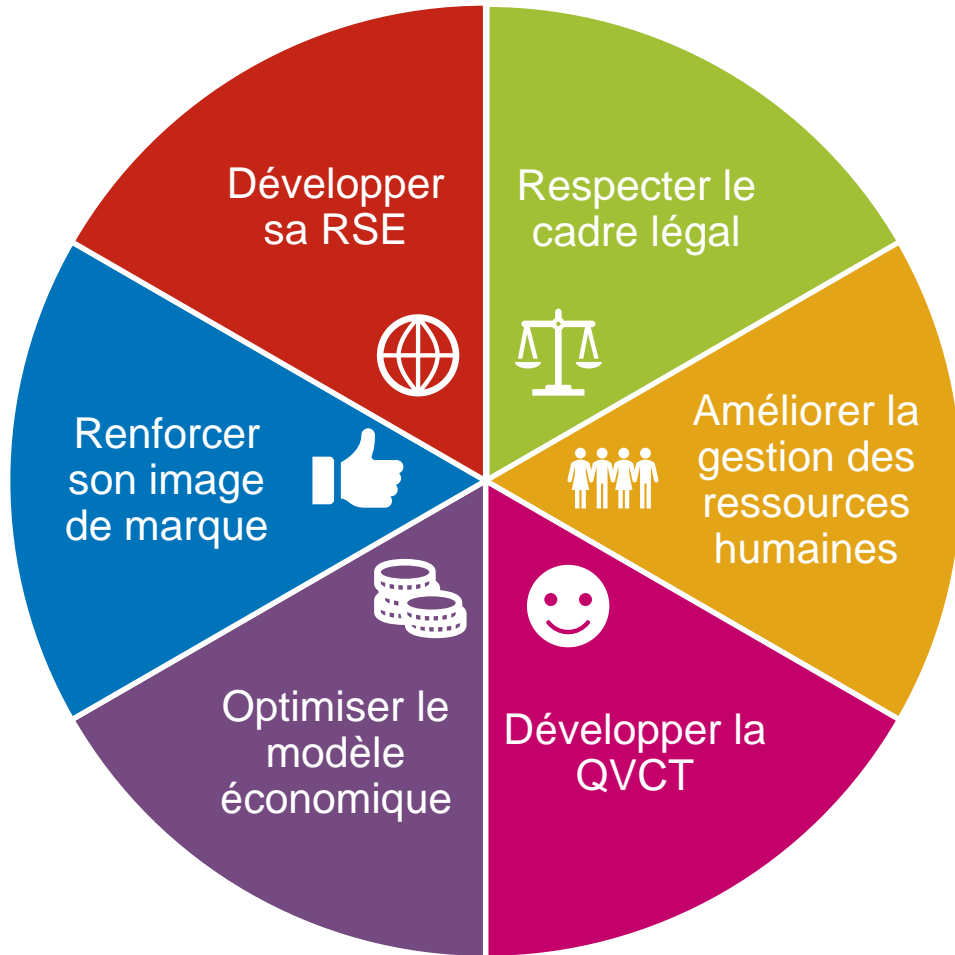 Développer
sa RSE
Respecter le
cadre légal
Améliorer la
gestion des
ressources
humaines
Développer la
QVCT
Optimiser le
modèle
économique
Renforcer
son image
de marque